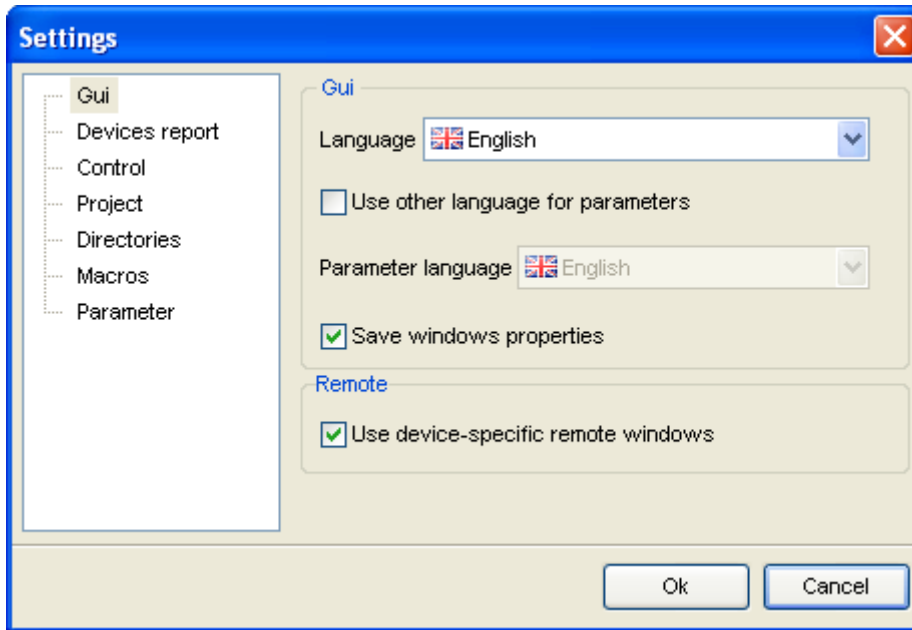 Settings
Gui
Devices report
Control
Project
Directories
Macros
Parameter
Gui
Language English
Use other language for parameters
Parameter language English
Save windows properties
Remote
Use device-specific remote windows
Ok Cancel